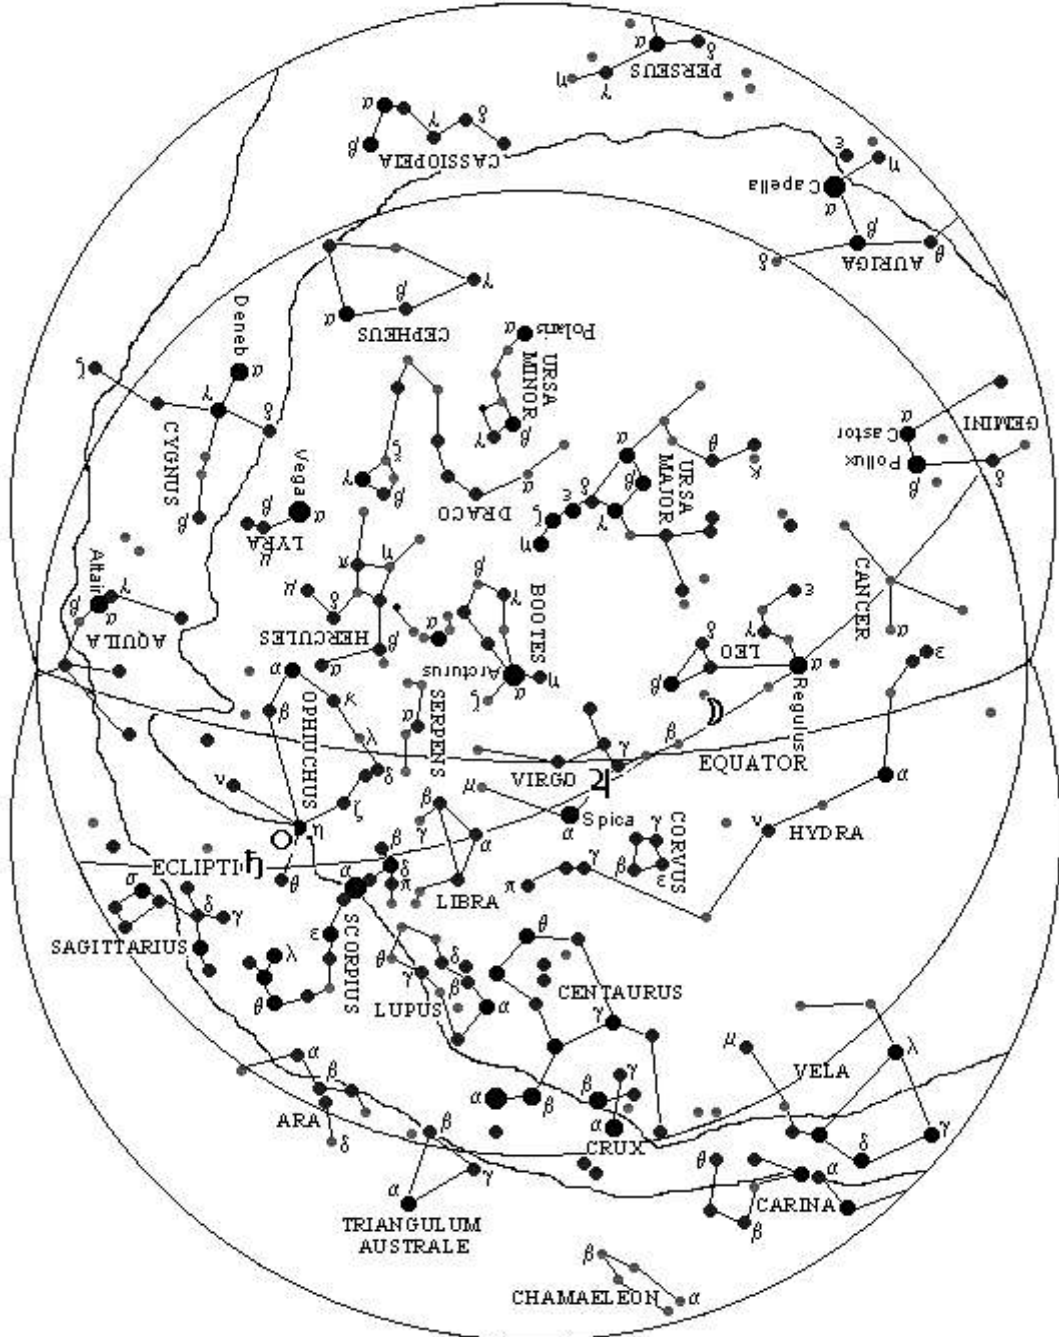 α
δ
PERSEUS
η
γ
α
γ
δ
β
CASSIOPEIA
ε
η
Capella
α
β
δ
AURIGA
θ
γ
β
α
CEPHEUS
Deneb
α
Polaris
α
URSA
MINOR
γ
β
ζ
γ
δ
CYGNUS
β
α
Castor
GEMINI
Pollux
β
δ
α
β
θ
κ
URSA
MAJOR
δ
ε
γ
ζ
η
ξ
γ
β
α
DRACO
Vega
α
β
LYRA
μ
Altair
γ
β
α
AQUILA
π
η
μ
δ
HERCULES
β
α
β
γ
BOOTES
α
Arcturus
α
η
ζ
ε
γ
LEO
δ
β
α
Regulus
CANCER
α
ε
α
β
OPHIUCHUS
κ
λ
δ
ζ
ν
η
θ
SERPENS
α
VIRGO
γ
β
μ
α
Spica
EQUATOR
β
γ
α
LIBRA
π
γ
γ
β
ε
CORVUS
ν
α
HYDRA
ECLIPTI
β
δ
π
α
SCORPIUS
ε
λ
θ
σ
δ
γ
SAGITTARIUS
θ
γ
δ
β
α
LUPUS
θ
CENTAURUS
γ
α
β
γ
β
α
CRUX
μ
λ
VELA
δ
γ
α
β
ARA
δ
β
γ
α
TRIANGULUM
AUSTRALE
θ
α
CARINA
β
β
CHAMAELEON
α